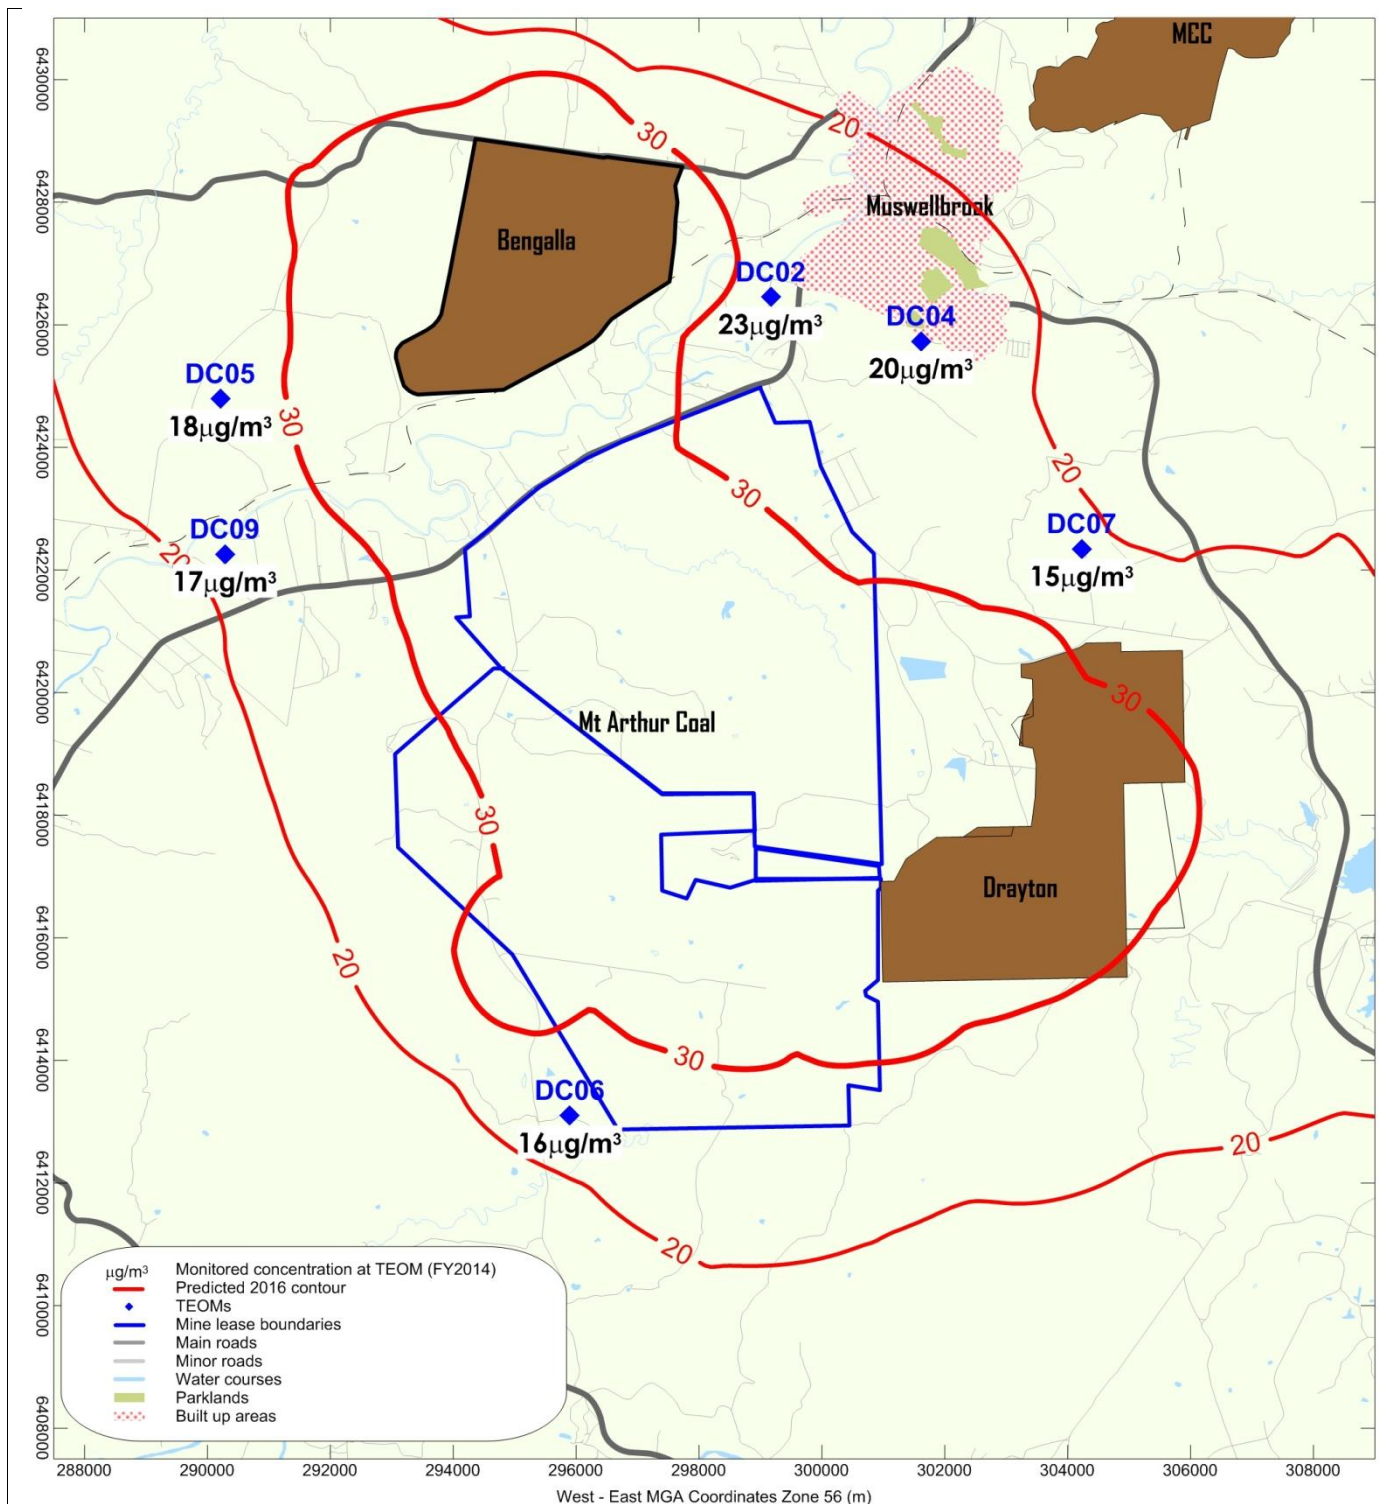 MCC
6430000
30
20
6428000
Muswellbrook
Bengalla
DC02
23µg/m³
DC04
20µg/m³
6426000
DC05
18µg/m³
30
6424000
20
30
DC09
20
17µg/m³
DC07
15µg/m³
6422000
6420000
30
Mt Arthur Coal
6418000
30
Drayton
6416000
20
6414000
30
DC06
16µg/m³
20
6412000
20
6410000
µg/m³ Monitored concentration at TEOM (FY2014)
Predicted 2016 contour
TEOMs
Mine lease boundaries
Main roads
Minor roads
Water courses
Parklands
Built up areas
6408000
288000 290000 292000 294000 296000 298000 300000 302000 304000 306000 308000
West - East MGA Coordinates Zone 56 (m)